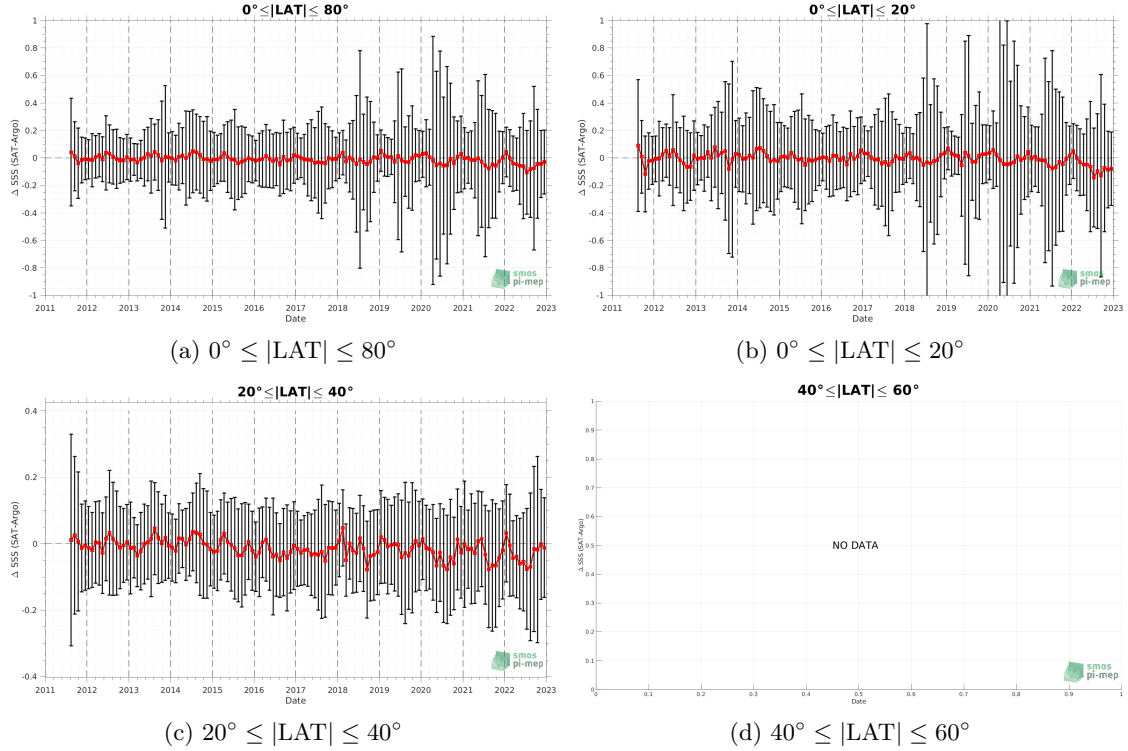 0°≤|LAT|≤ 80°
Δ SSS (SAT-Argo)
1
0.8
0.6
0.4
0.2
0
-0.2
-0.4
-0.6
-0.8
-1
2011 2012 2013 2014 2015 2016 2017 2018 2019 2020 2021 2022 2023
Date
smos
pi-mep
(a) 0° ≤ |LAT| ≤ 80°
0°≤|LAT|≤ 20°
Δ SSS (SAT-Argo)
1
0.8
0.6
0.4
0.2
0
-0.2
-0.4
-0.6
-0.8
-1
2011 2012 2013 2014 2015 2016 2017 2018 2019 2020 2021 2022 2023
Date
smos
pi-mep
(b) 0° ≤ |LAT| ≤ 20°
20°≤|LAT|≤ 40°
Δ SSS (SAT-Argo)
0.4
0.2
0
-0.2
-0.4
2011 2012 2013 2014 2015 2016 2017 2018 2019 2020 2021 2022 2023
Date
smos
pi-mep
(c) 20° ≤ |LAT| ≤ 40°
40°≤|LAT|≤ 60°
Δ SSS (SAT-Argo)
1
0.9
0.8
0.7
0.6
0.5
0.4
0.3
0.2
0.1
0
NO DATA
0 0.1 0.2 0.3 0.4 0.5 0.6 0.7 0.8 0.9 1
Date
smos
pi-mep
(d) 40° ≤ |LAT| ≤ 60°